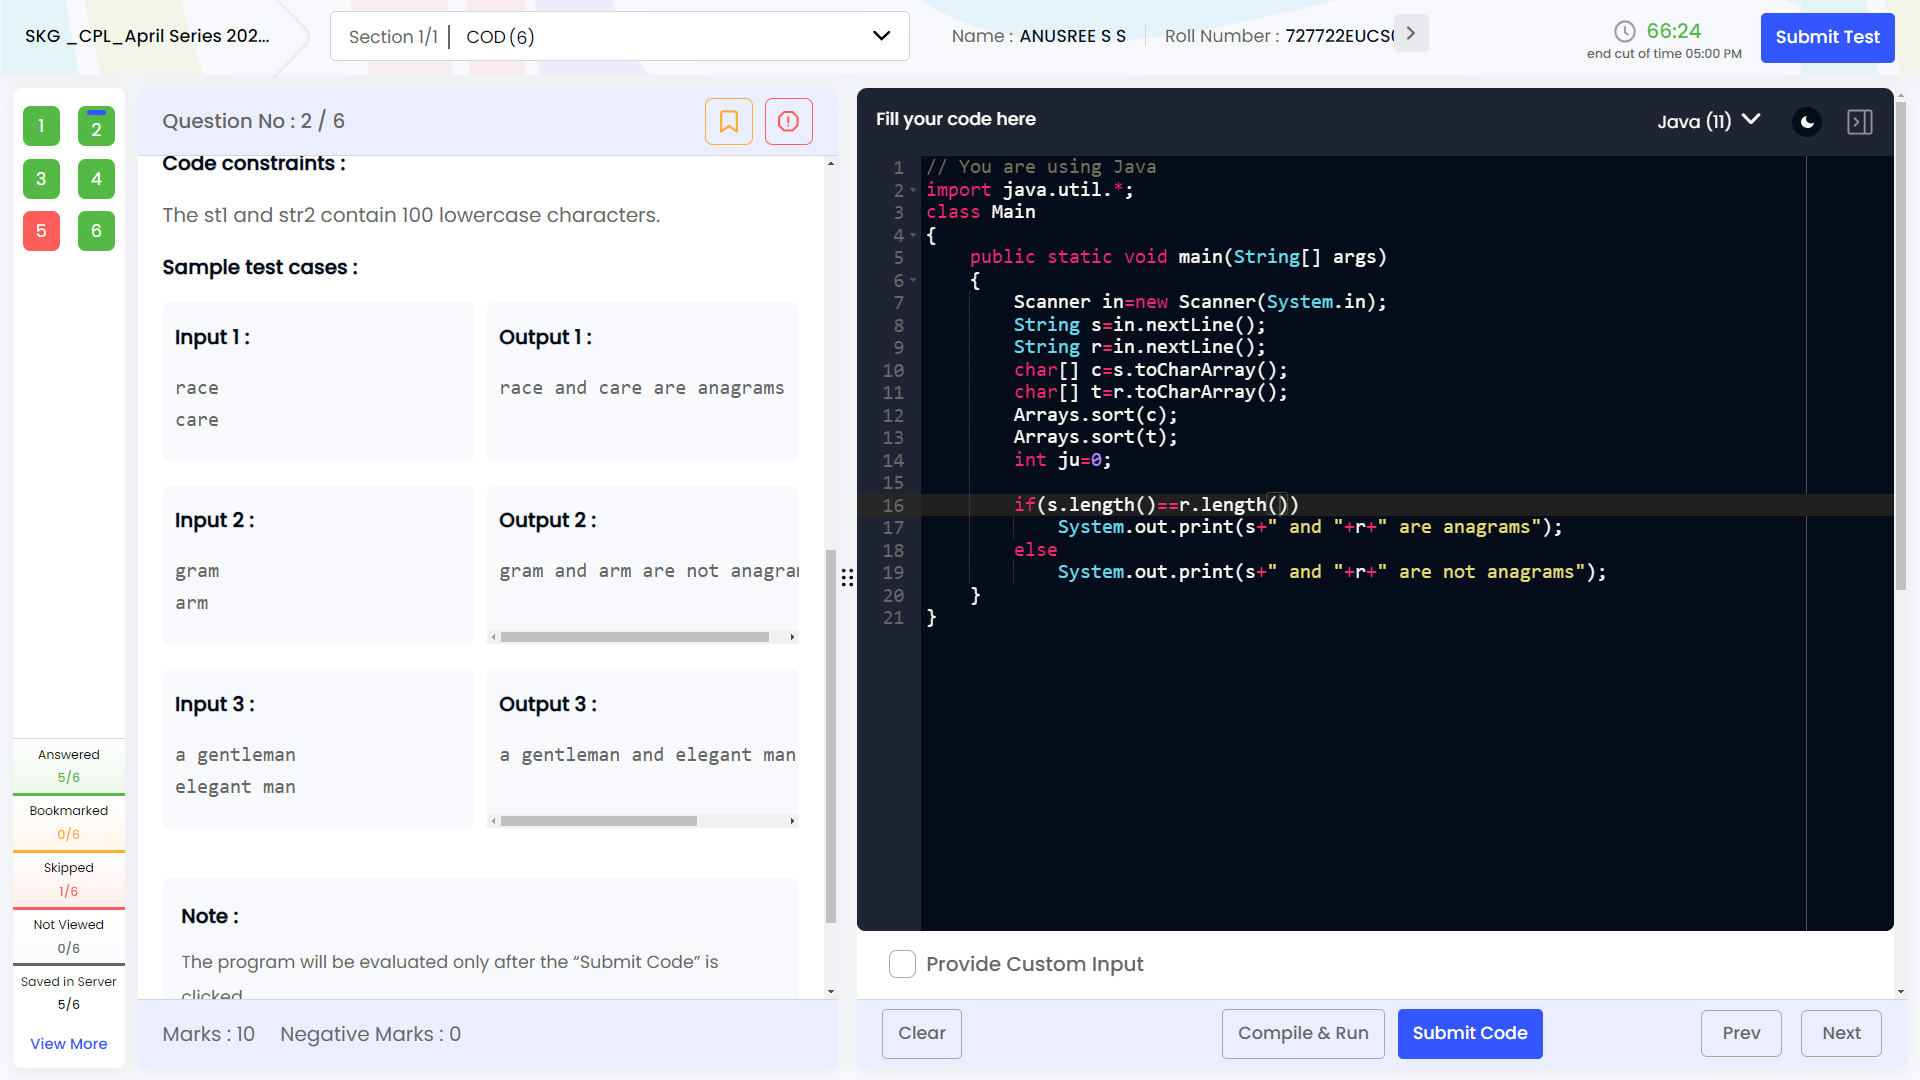 SKG _CPL_April Series 202...
Section 1/1 | COD (6)
Name : ANUSREE S S
Roll Number : 727722EUCS
66:24
end cut of time 05:00 PM
Submit Test
1
2
3
4
5
6
Answered
5/6
Bookmarked
0/6
Skipped
1/6
Not Viewed
0/6
Saved in Server
5/6
View More
Question No : 2 / 6
Code constraints :
The st1 and str2 contain 100 lowercase characters.
Sample test cases :
Input 1 :
race
care
Output 1 :
race and care are anagrams
Input 2 :
gram
arm
Output 2 :
gram and arm are not anagra
Input 3 :
a gentleman
elegant man
Output 3 :
a gentleman and elegant man
Note :
The program will be evaluated only after the “Submit Code” is
clicked
Marks : 10 Negative Marks : 0
Fill your code here
Java (11)
1 // You are using Java
2 import java.util.*;
3 class Main
4 {
5     public static void main(String[] args)
6     {
7         Scanner in=new Scanner(System.in);
8         String s=in.nextLine();
9         String r=in.nextLine();
10         char[] c=s.toCharArray();
11         char[] t=r.toCharArray();
12         Arrays.sort(c);
13         Arrays.sort(t);
14         int ju=0;
15
16         if(s.length()==r.length())
17             System.out.print(s+" and "+r+" are anagrams");
18         else
19             System.out.print(s+" and "+r+" are not anagrams");
20     }
21 }
Provide Custom Input
Clear
Compile & Run
Submit Code
Prev
Next